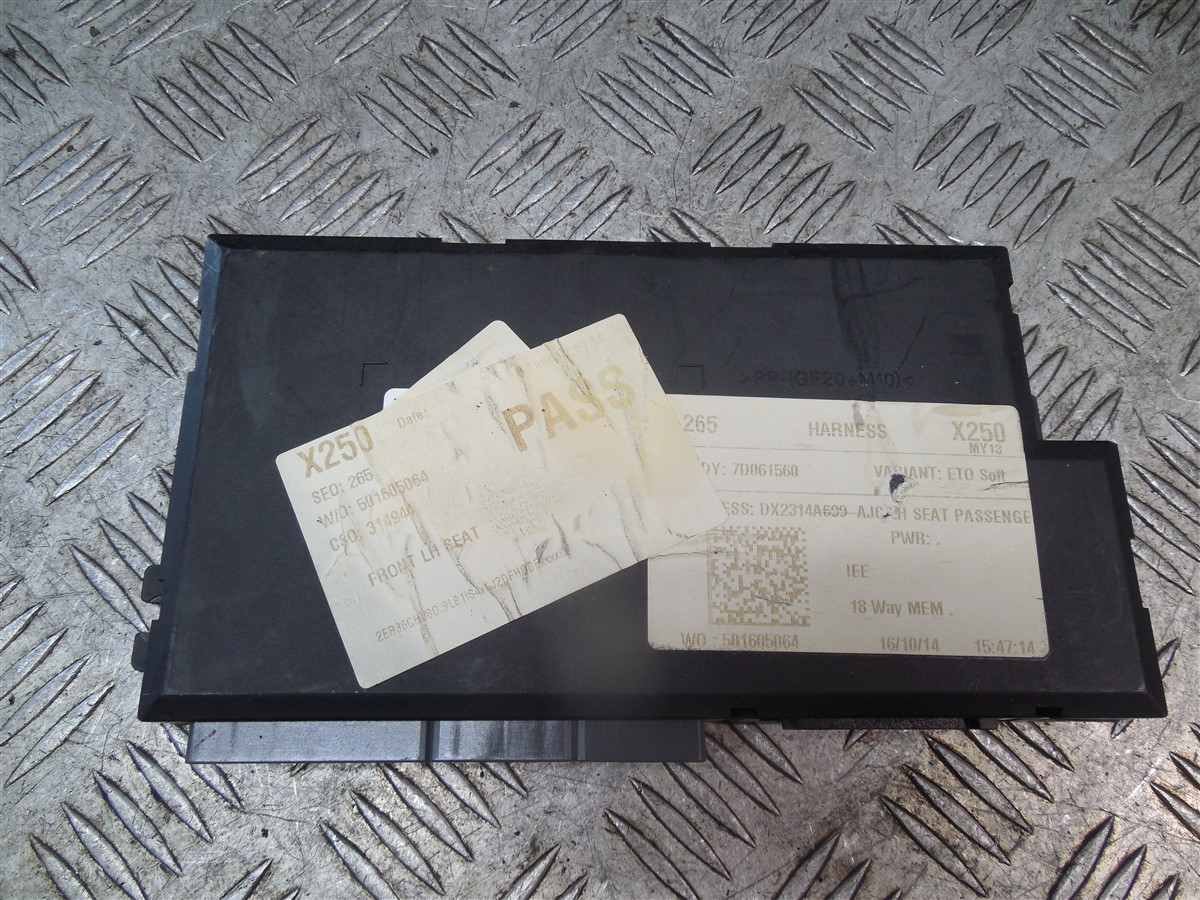 >PP-(GF20+M10)<
X250
Date:
PASS
SEQ: 265
W/O: 501605064
CSO: 314944
FRONT LH SEAT
265 HARNESS X250
MY13
DY: 7D061560 VARIANT: ETO Soft
ESS: DX2314A699 SEAT PASSENGE
PWR: .
IEE
18 Way MEM .
WO : 501605064 16/10/14 15:47:14